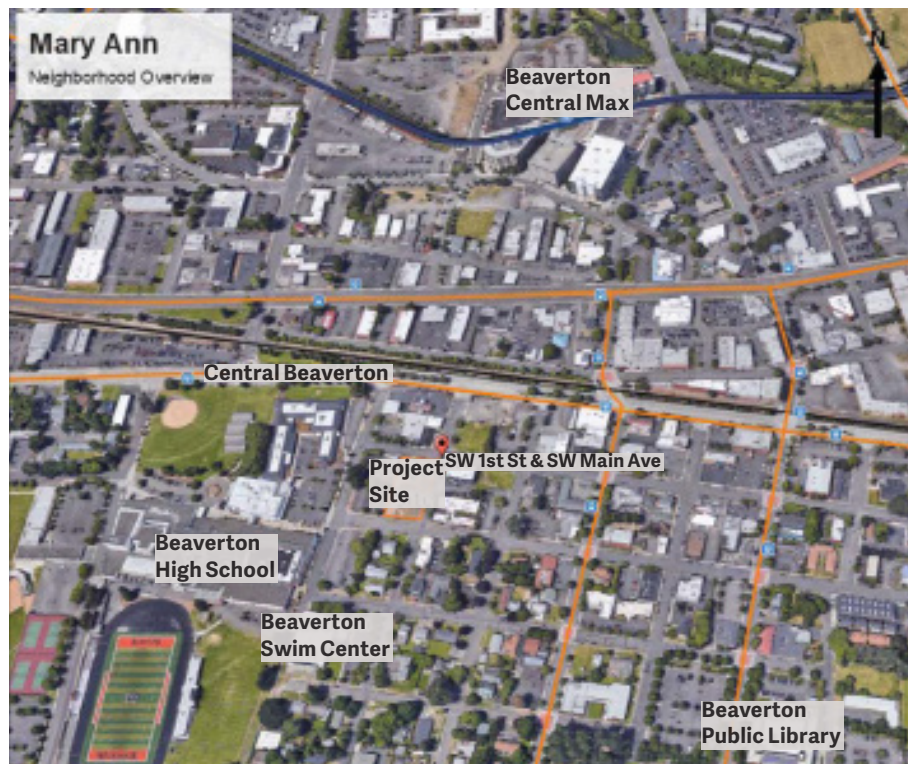 Mary Ann
Neighborhood Overview
N
Beaverton
Central Max
Central Beaverton
SW 1st St & SW Main Ave
Project
Site
Beaverton
High School
Beaverton
Swim Center
Beaverton
Public Library